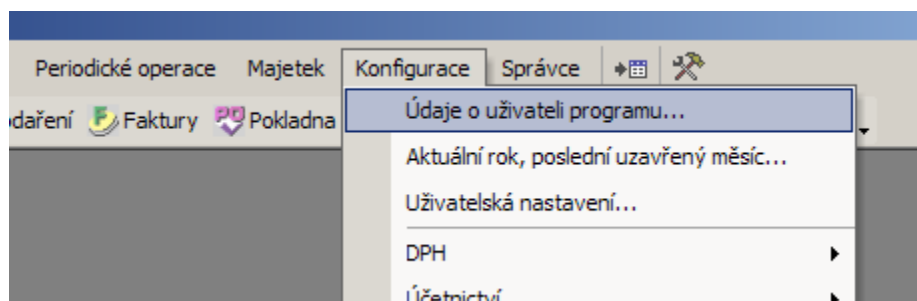 Periodické operace Majetek Konfigurace Správce
daření Faktury Pokladna
Údaje o uživateli programu...
Aktuální rok, poslední uzavřený měsíc...
Uživatelská nastavení...
DPH
Účetnictví